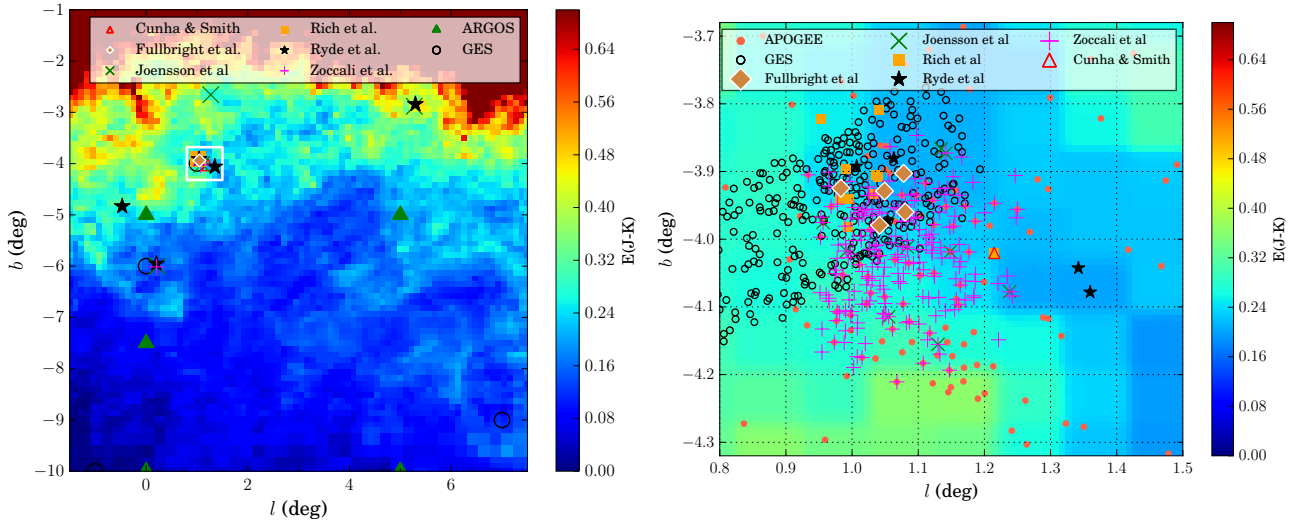 Cunha & Smith
Fullbright et al.
Joensson et al
Rich et al.
Ryde et al.
Zoccali et al.
ARGOS
GES
−1
−2
−3
−4
−5
−6
−7
−8
−9
−10
b (deg)
0
2
4
6
l (deg)
0.64
0.56
0.48
0.40
0.32
0.24
0.16
0.08
0.00
E(J-K)
APOGEE
GES
Fullbright et al
Joensson et al
Rich et al
Ryde et al
Zoccali et al
Cunha & Smith
−3.7
−3.8
−3.9
−4.0
−4.1
−4.2
−4.3
b (deg)
0.8
0.9
1.0
1.1
1.2
1.3
1.4
1.5
l (deg)
0.64
0.56
0.48
0.40
0.32
0.24
0.16
0.08
0.00
E(J-K)